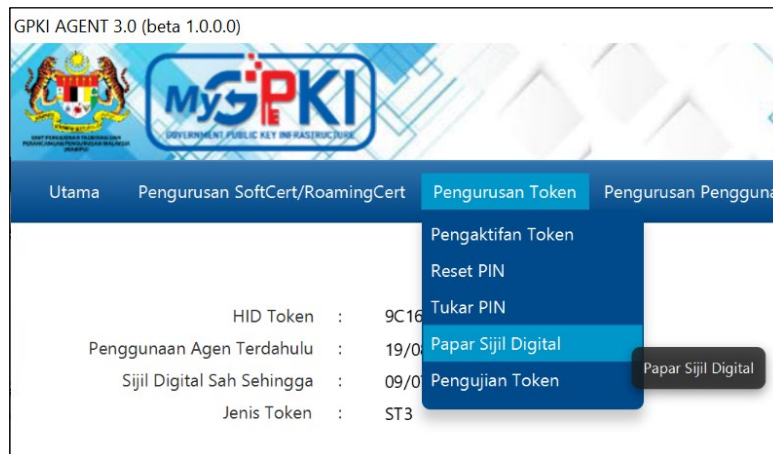 GPKI AGENT 3.0 (beta 1.0.0.0)
MyGPKI
GOVERNMENT PUBLIC KEY INFRASTRUCTURE
Utama Pengurusan SoftCert/RoamingCert Pengurusan Token Pengurusan Pengguna
Pengaktifan Token
Reset PIN
Tukar PIN
Papar Sijil Digital
Pengujian Token
Papar Sijil Digital
HID Token : 9C16
Penggunaan Agen Terdahulu : 19/0
Sijil Digital Sah Sehingga : 09/0
Jenis Token : ST3